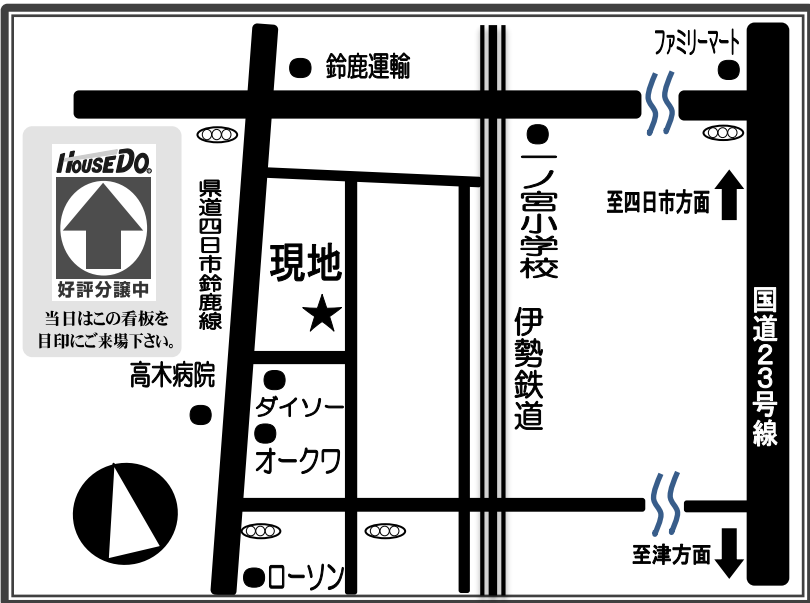 ファミリーマート
鈴鹿運輸
HOUSEDO
好評分譲中
当日はこの看板を
目印にご来場下さい。
県道四日市鈴鹿線
現地
★
一ノ宮小学校
伊勢鉄道
至四日市方面
国道23号線
高木病院
ダイソー
オークワ
至津方面
ローソン